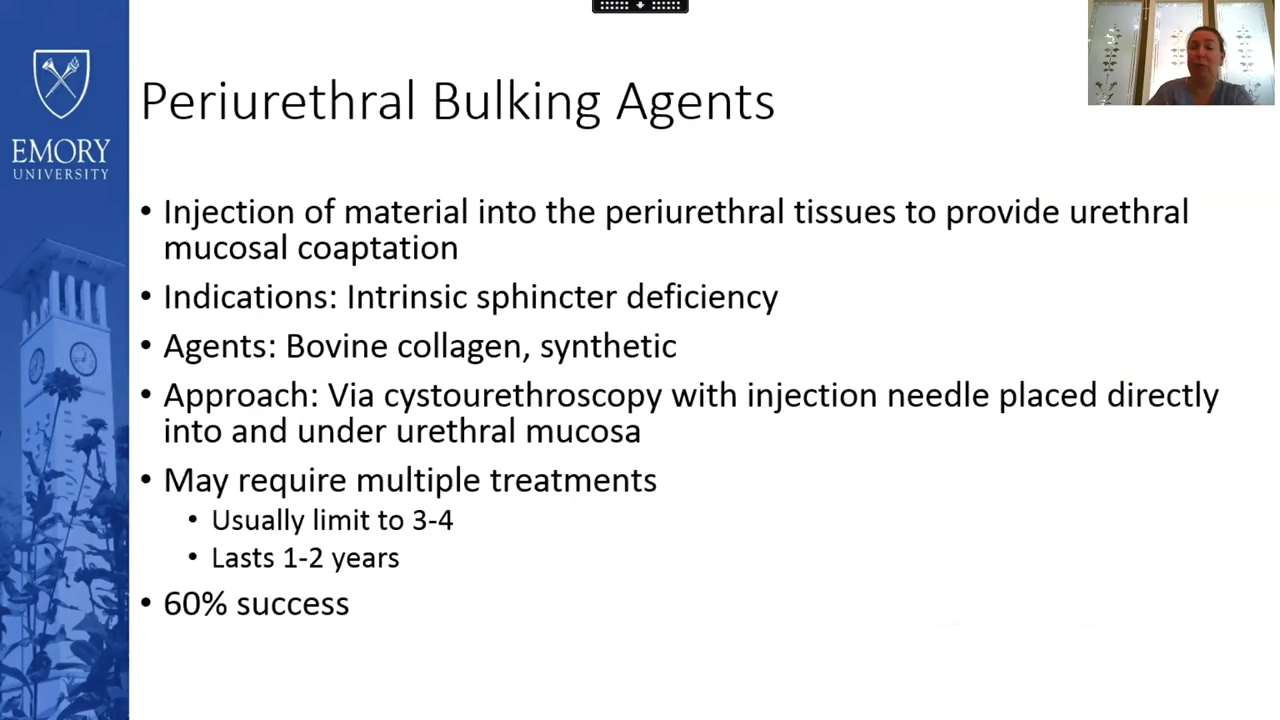 EMORY
UNIVERSITY
Periurethral Bulking Agents
• Injection of material into the periurethral tissues to provide urethral
mucosal coaptation
• Indications: Intrinsic sphincter deficiency
• Agents: Bovine collagen, synthetic
• Approach: Via cystourethroscopy with injection needle placed directly
into and under urethral mucosa
• May require multiple treatments
• Usually limit to 3-4
• Lasts 1-2 years
• 60% success